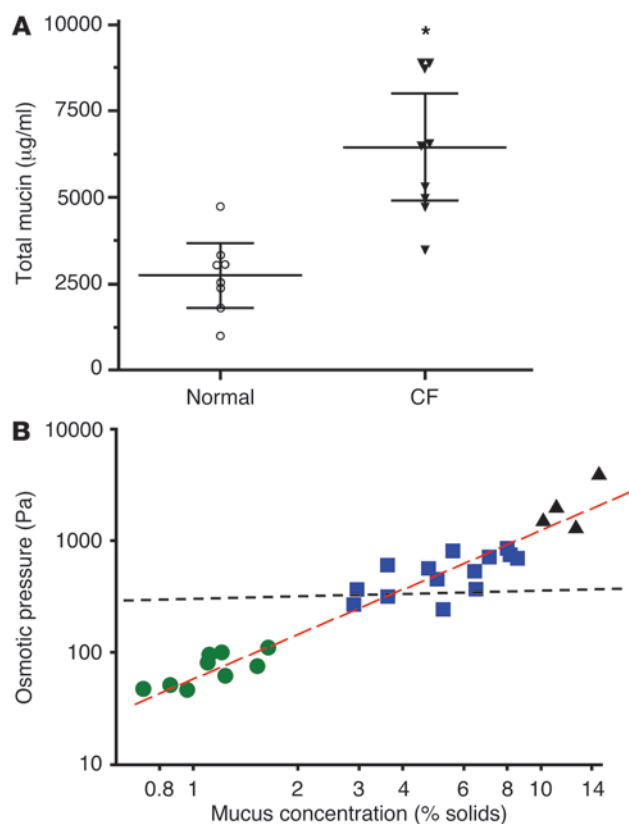 A
10000
*
7500
5000
2500
0
Total mucin (µg/ml)
Normal CF
B
10000
1000
100
10
Osmotic pressure (Pa)
0.8 1 2 3 4 6 8 10 14
Mucus concentration (% solids)